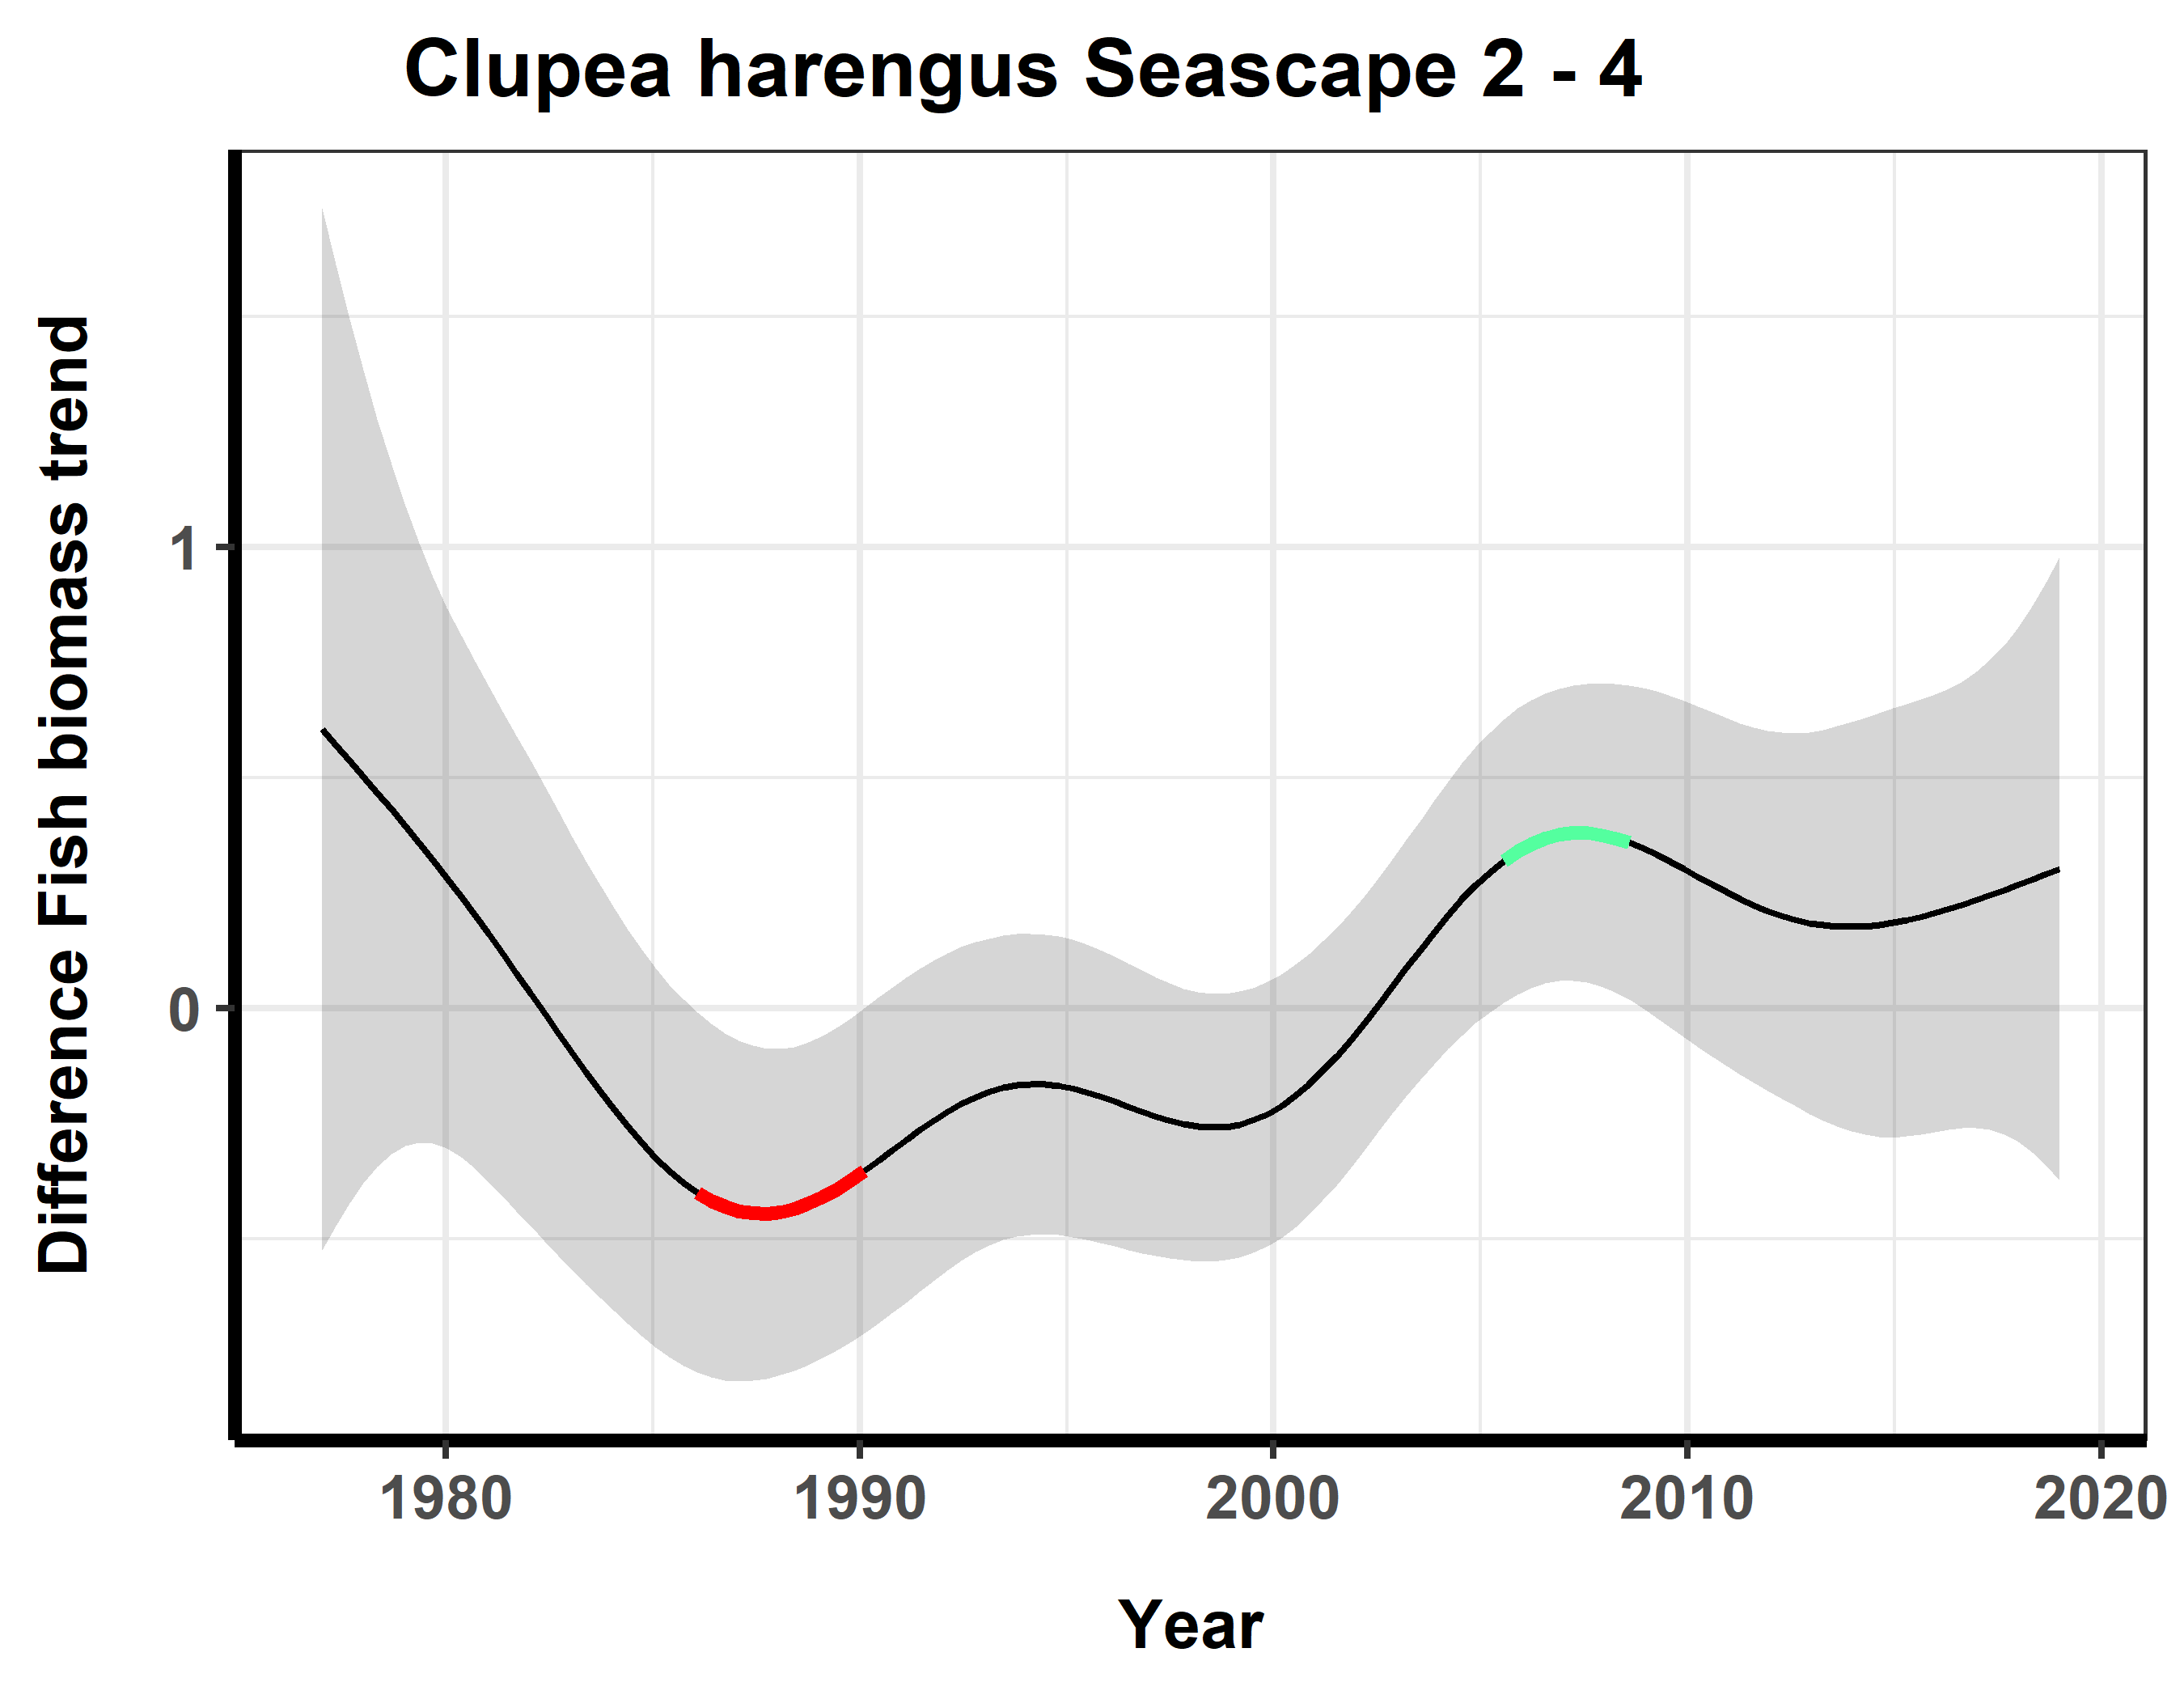 Clupea harengus Seascape 2 - 4
Difference Fish biomass trend
1
0
1980 1990 2000 2010 2020
Year